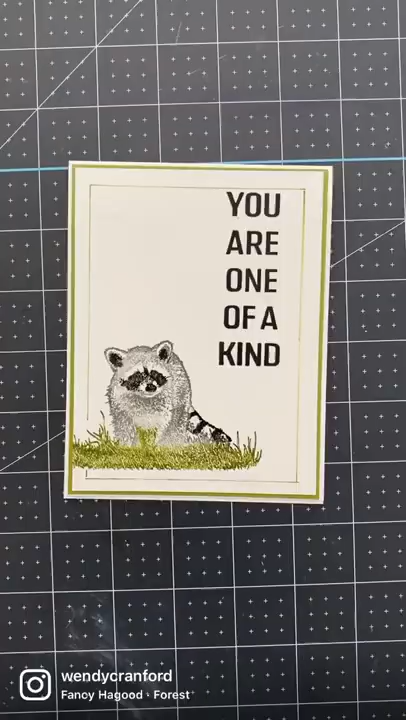 YOU
ARE
ONE
OF A
KIND
wendycranford
Fancy Hagood · Forest